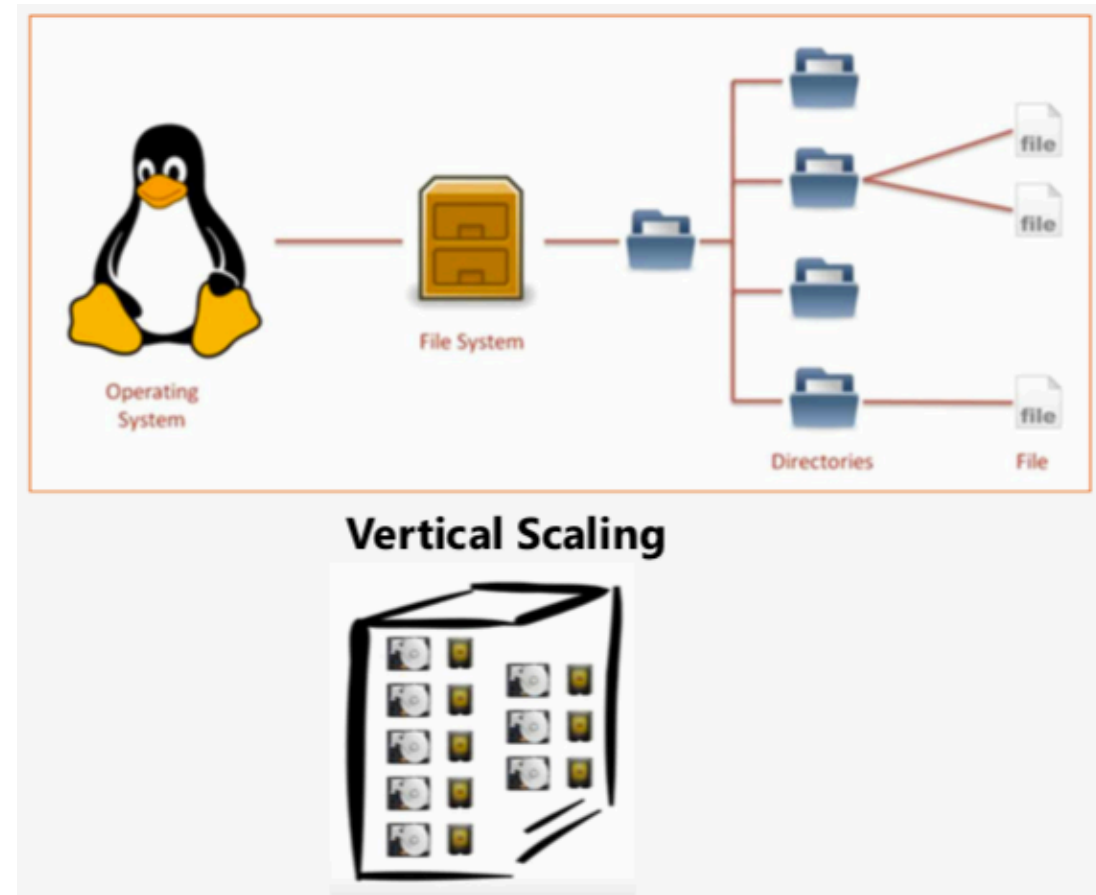 file
file
File System
Operating
System
file
Directories
File
Vertical Scaling